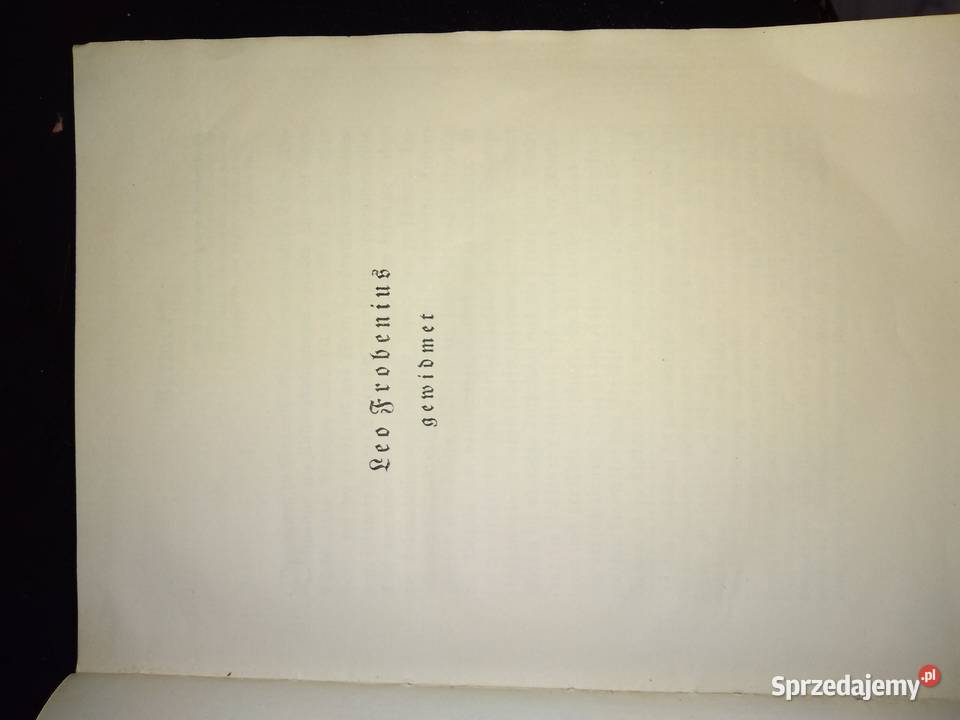 Leo Frobenius
gewidmet
Sprzedajemy.pl